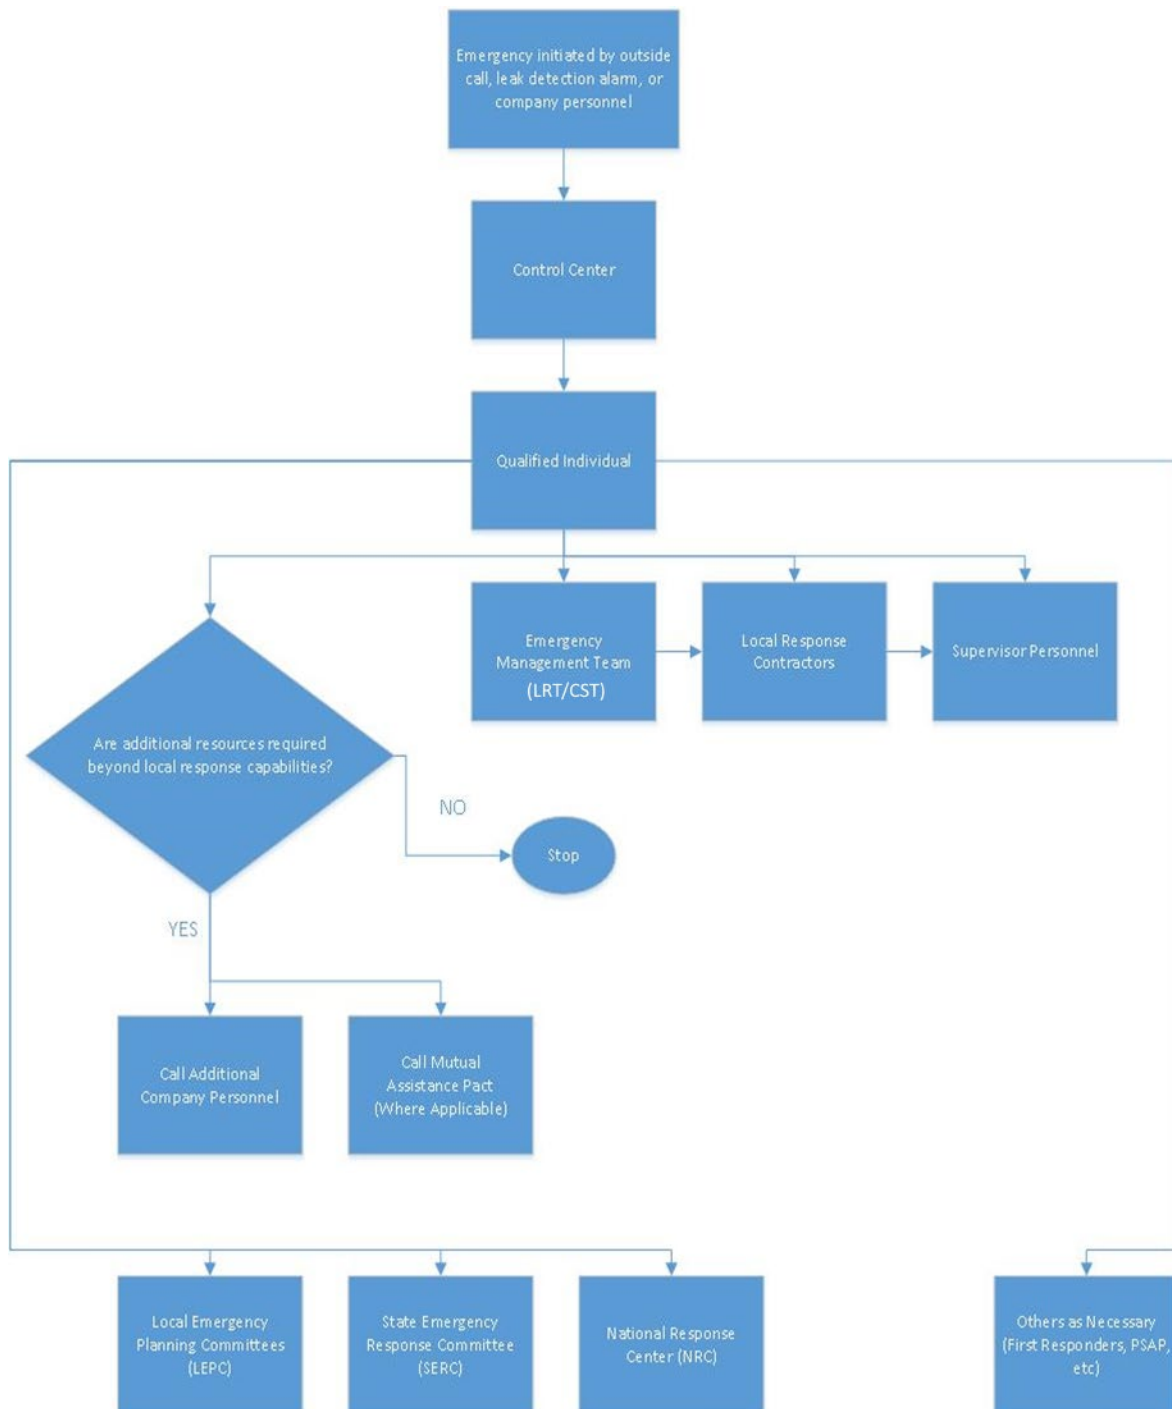 Emergency initiated by outside
call, leak detection alarm, or
company personnel
Control Center
Qualified Individual
Emergency
Management Team
(LRT/CST)
Local Response
Contractors
Supervisor Personnel
Are additional resources required
beyond local response capabilities?
NO
Stop
YES
Call Additional
Company Personnel
Call Mutual
Assistance Pact
(Where Applicable)
Local Emergency
Planning Committees
(LEPC)
State Emergency
Response Committee
(SERC)
National Response
Center (NRC)
Others as Necessary
(First Responders, PSAP,
etc)